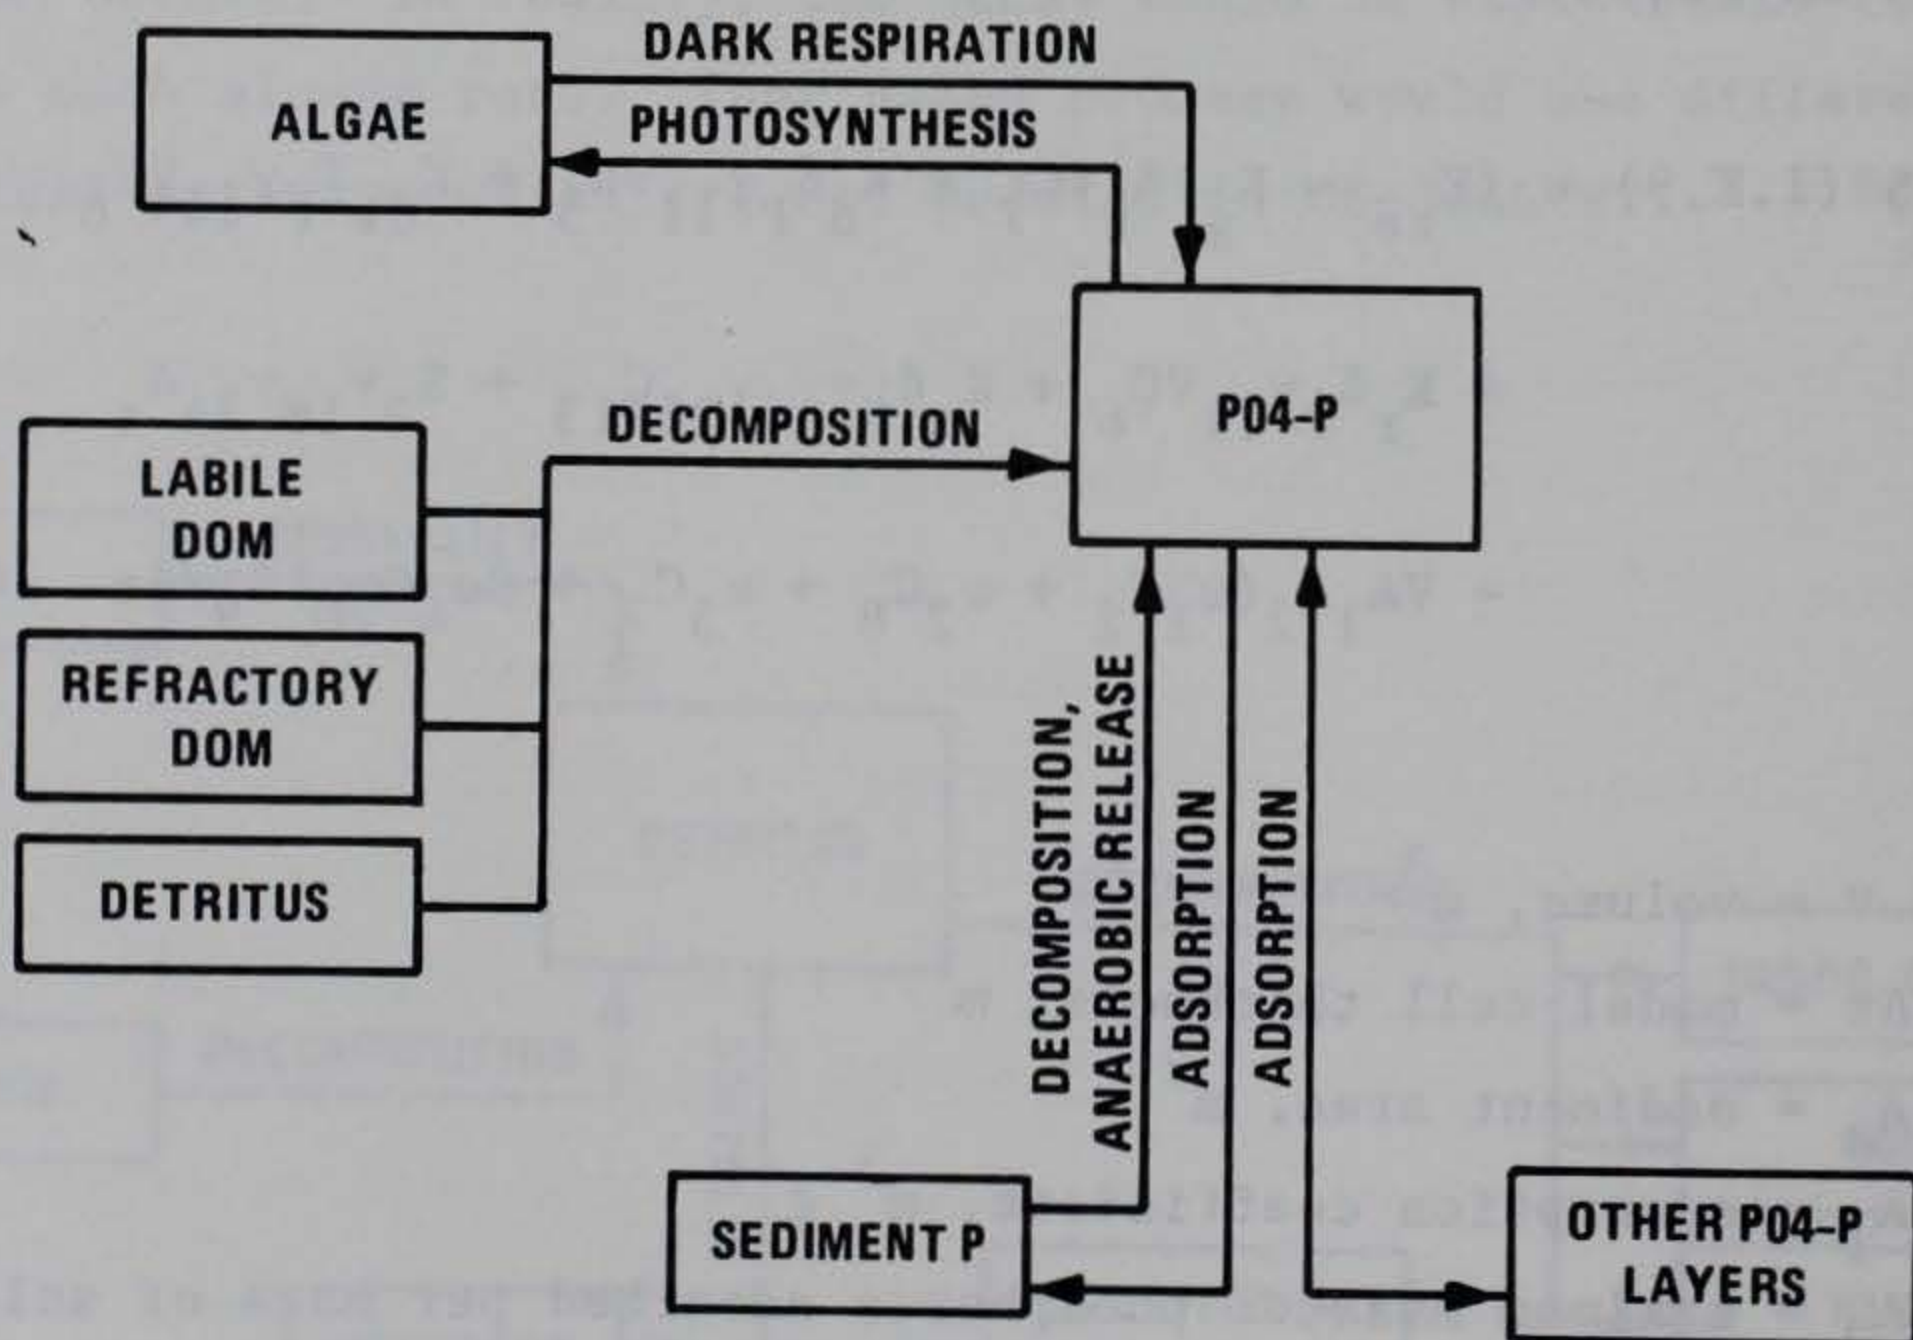 DARK RESPIRATION
ALGAE
PHOTOSYNTHESIS
P04-P
DECOMPOSITION
LABILE
DOM
REFRACTORY
DOM
DETRITUS
DECOMPOSITION,
ANAEROBIC RELEASE
ADSORPTION
ADSORPTION
SEDIMENT P
OTHER P04-P
LAYERS